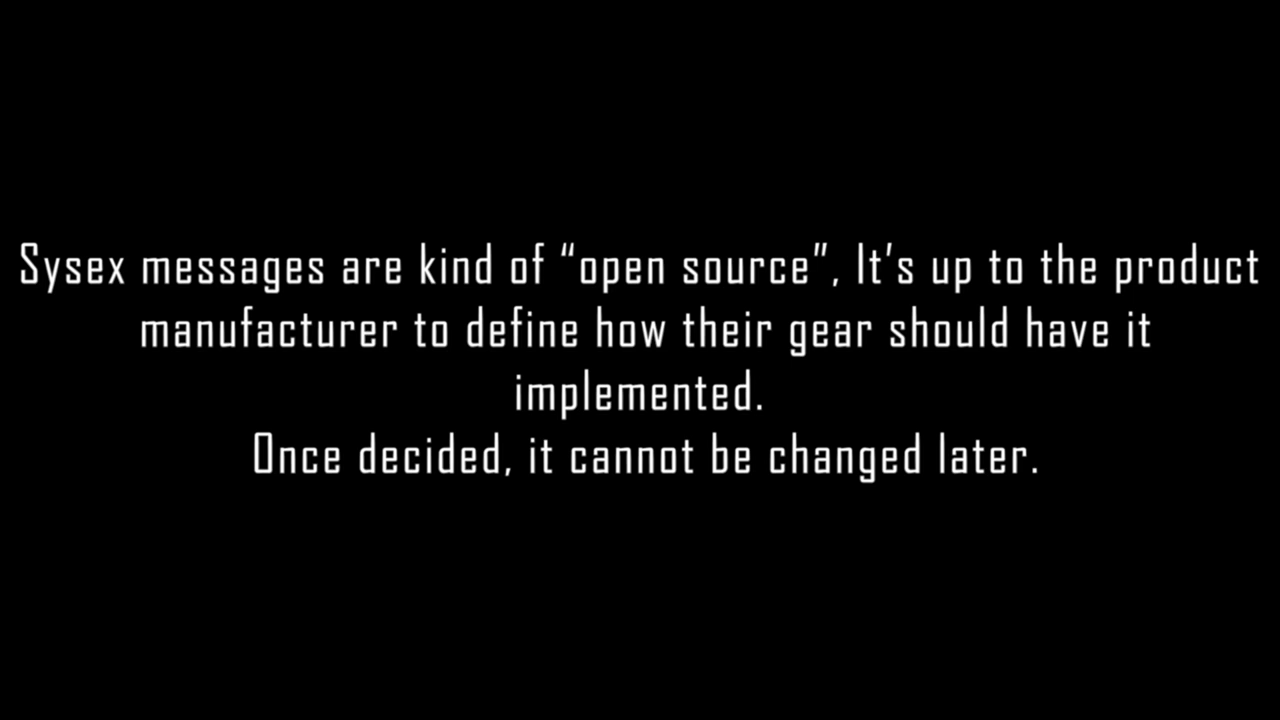 Sysex messages are kind of “open source”, It’s up to the product
manufacturer to define how their gear should have it
implemented.
Once decided, it cannot be changed later.